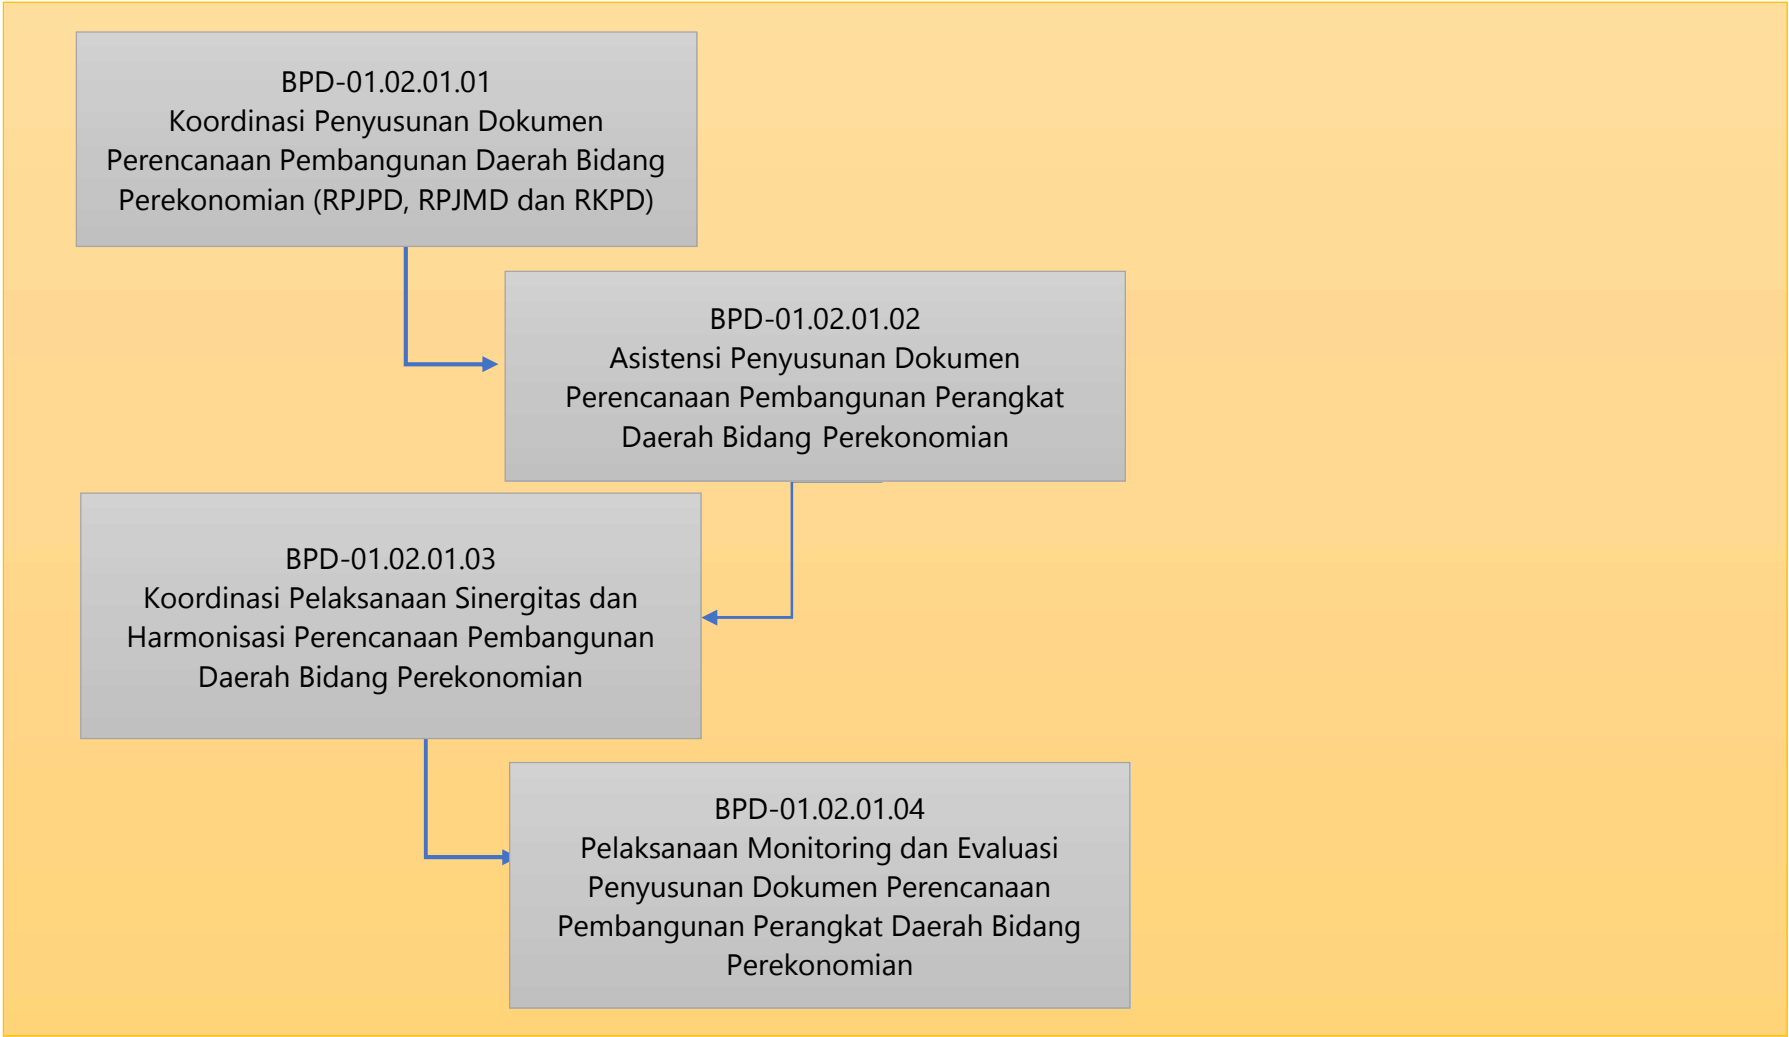 BPD-01.02.01.01
Koordinasi Penyusunan Dokumen
Perencanaan Pembangunan Daerah Bidang
Perekonomian (RPJPD, RPJMD dan RKPD)
BPD-01.02.01.02
Asistensi Penyusunan Dokumen
Perencanaan Pembangunan Perangkat
Daerah Bidang Perekonomian
BPD-01.02.01.03
Koordinasi Pelaksanaan Sinergitas dan
Harmonisasi Perencanaan Pembangunan
Daerah Bidang Perekonomian
BPD-01.02.01.04
Pelaksanaan Monitoring dan Evaluasi
Penyusunan Dokumen Perencanaan
Pembangunan Perangkat Daerah Bidang
Perekonomian